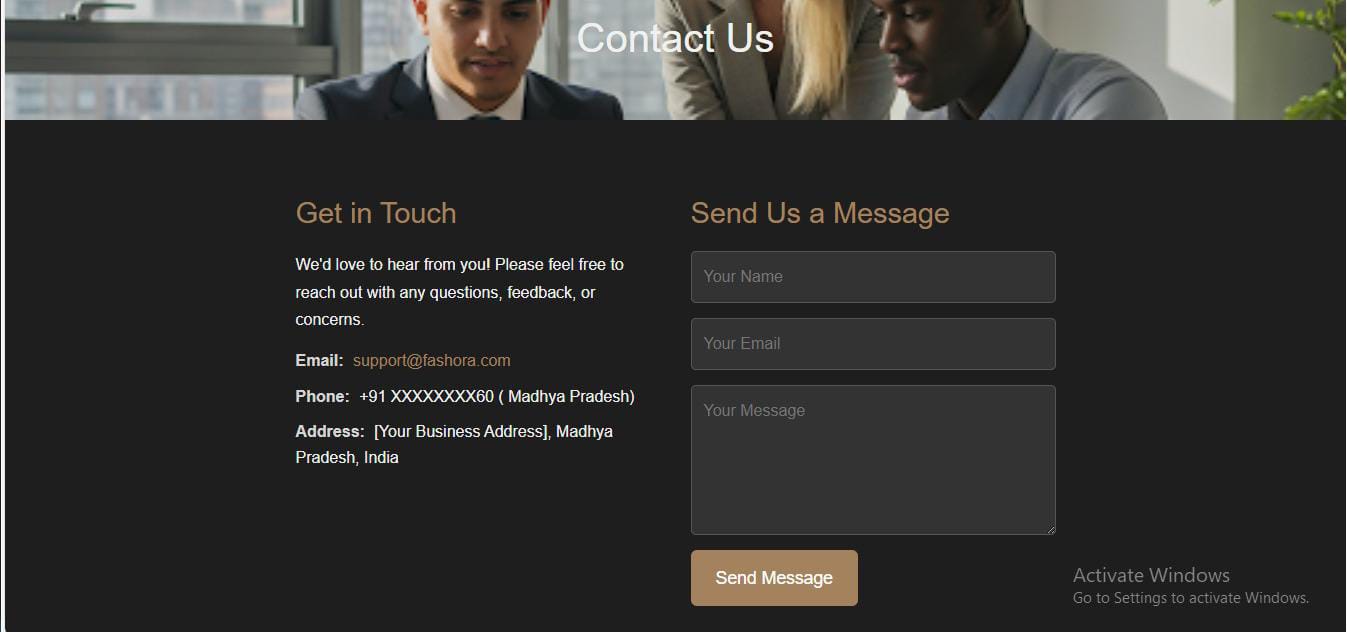 Contact Us
Get in Touch
We'd love to hear from you! Please feel free to
reach out with any questions, feedback, or
concerns.
Email: support@fashora.com
Phone: +91 XXXXXXXX60 ( Madhya Pradesh)
Address: [Your Business Address], Madhya
Pradesh, India
Send Us a Message
Your Name
Your Email
Your Message
Send Message
Activate Windows
Go to Settings to activate Windows.